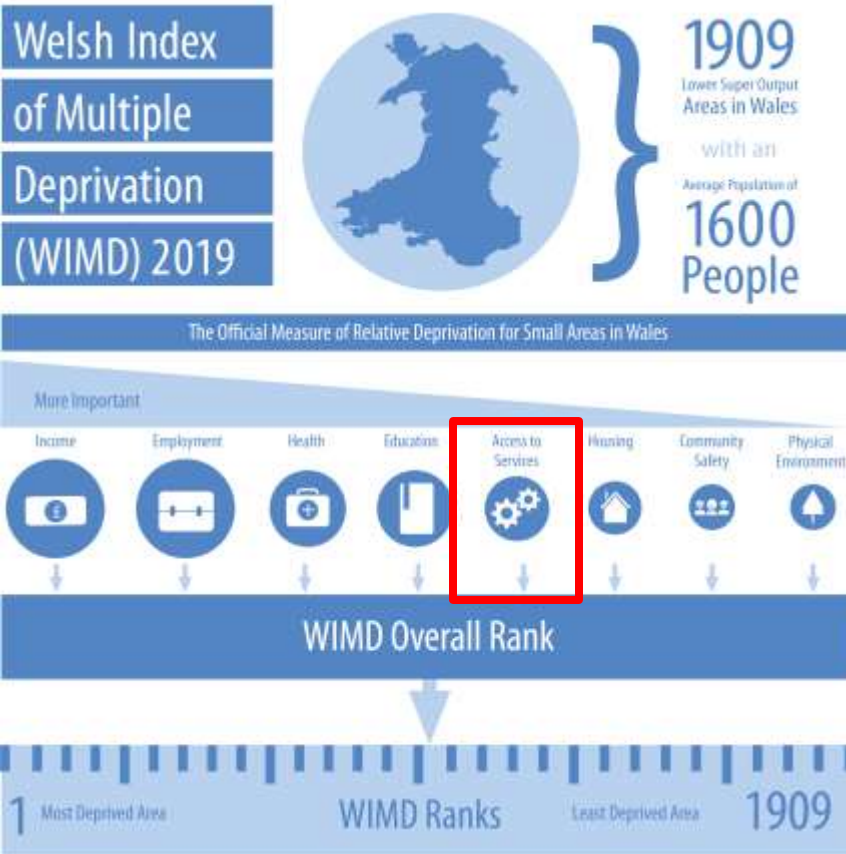 Welsh Index
of Multiple
Deprivation
(WIMD) 2019
1909
Lower Super Output
Areas in Wales
with an
Average Population of
1600
People
The Official Measure of Relative Deprivation for Small Areas in Wales
More Important
Income
Employment
Health
Education
Access to
Services
Housing
Community
Safety
Physical
Environment
£
WIMD Overall Rank
1 Most Deprived Area WIMD Ranks Least Deprived Area 1909